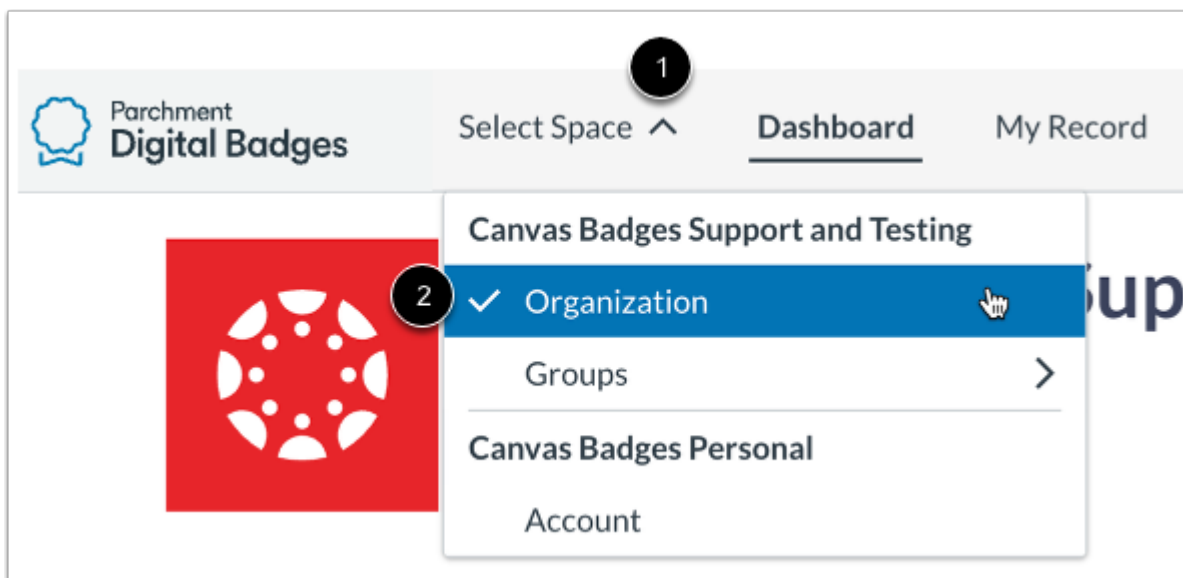 1
Parchment
Digital Badges
Select Space
Dashboard
My Record
Canvas Badges Support and Testing
2
Organization
Groups
Canvas Badges Personal
Account